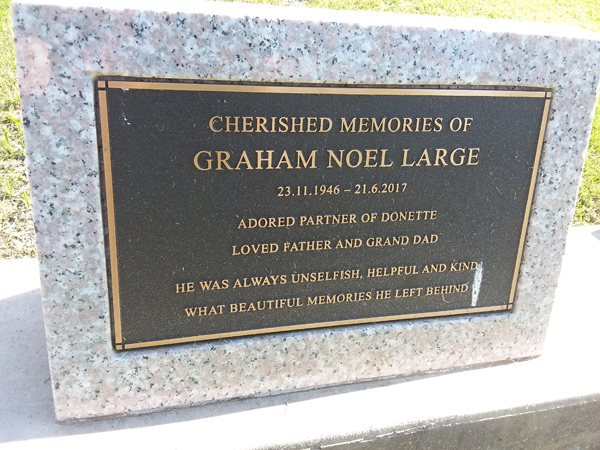 CHERISHED MEMORIES OF
GRAHAM NOEL LARGE
23.11.1946 – 21.6.2017
ADORED PARTNER OF DONETTE
LOVED FATHER AND GRAND DAD
HE WAS ALWAYS UNSELFISH, HELPFUL AND KIND
WHAT BEAUTIFUL MEMORIES HE LEFT BEHIND